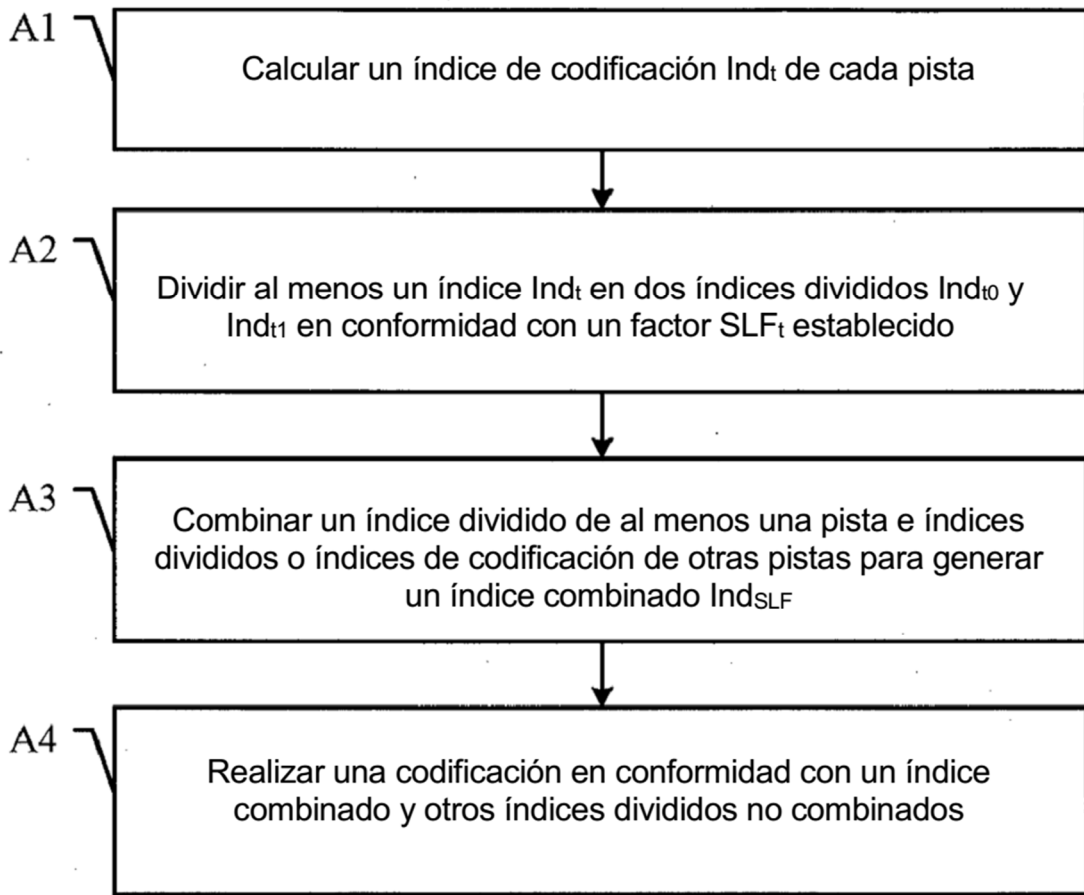 A1
Calcular un índice de codificación Indt de cada pista
A2
Dividir al menos un índice Indt en dos índices divididos Indt0 y
Indt1 en conformidad con un factor SLFt establecido
A3
Combinar un índice dividido de al menos una pista e índices
divididos o índices de codificación de otras pistas para generar
un índice combinado IndSLF
A4
Realizar una codificación en conformidad con un índice
combinado y otros índices divididos no combinados